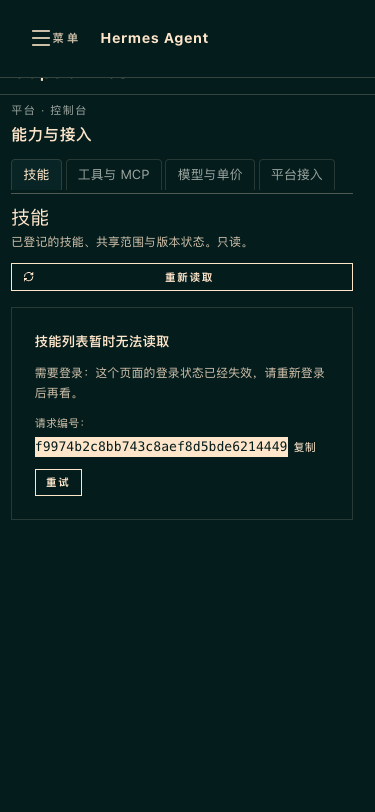 菜单 Hermes Agent
平台 · 控制台
能力与接入
技能 工具与 MCP 模型与单价 平台接入
技能
已登记的技能、共享范围与版本状态。只读。
重新读取
技能列表暂时无法读取
需要登录：这个页面的登录状态已经失效，请重新登录
后再看。
请求编号：
f9974b2c8bb743c8aef8d5bde6214449 复制
重试